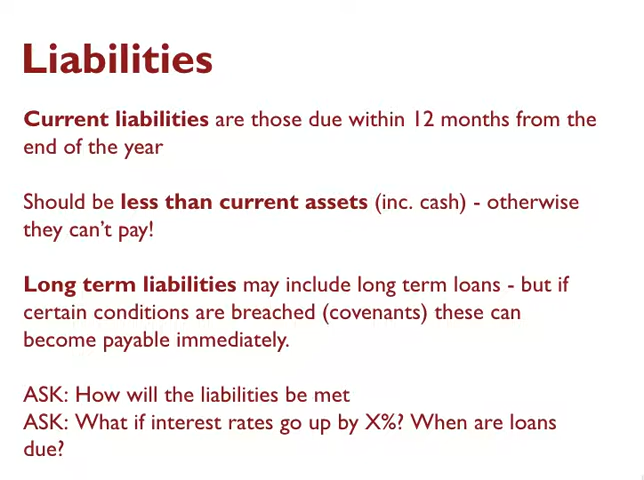 Liabilities
Current liabilities are those due within 12 months from the
end of the year
Should be less than current assets (inc. cash) - otherwise
they can't pay!
Long term liabilities may include long term loans - but if
certain conditions are breached (covenants) these can
become payable immediately.
ASK: How will the liabilities be met
ASK: What if interest rates go up by X%? When are loans
due?